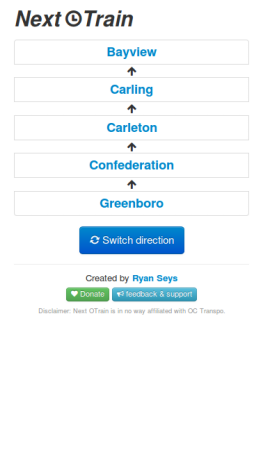 Next Train
Bayview
Carling
Carleton
Confederation
Greenboro
Switch direction
Created by Ryan Seys
Donate
feedback & support
Disclaimer: Next OTrain is in no way affiliated with OC Transpo.